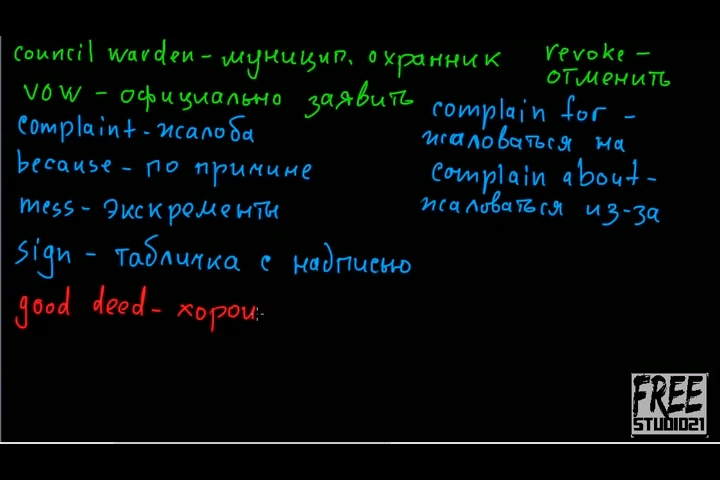 council warden - муницип. охранник
vow - официально заявить
complaint - жалоба
because - по причине
mess - экскременты
sign - табличка с надписью
good deed - хорош
revoke -
отменить
complain for -
жаловаться на
complain about -
жаловаться из-за
FREE
STUDIO21